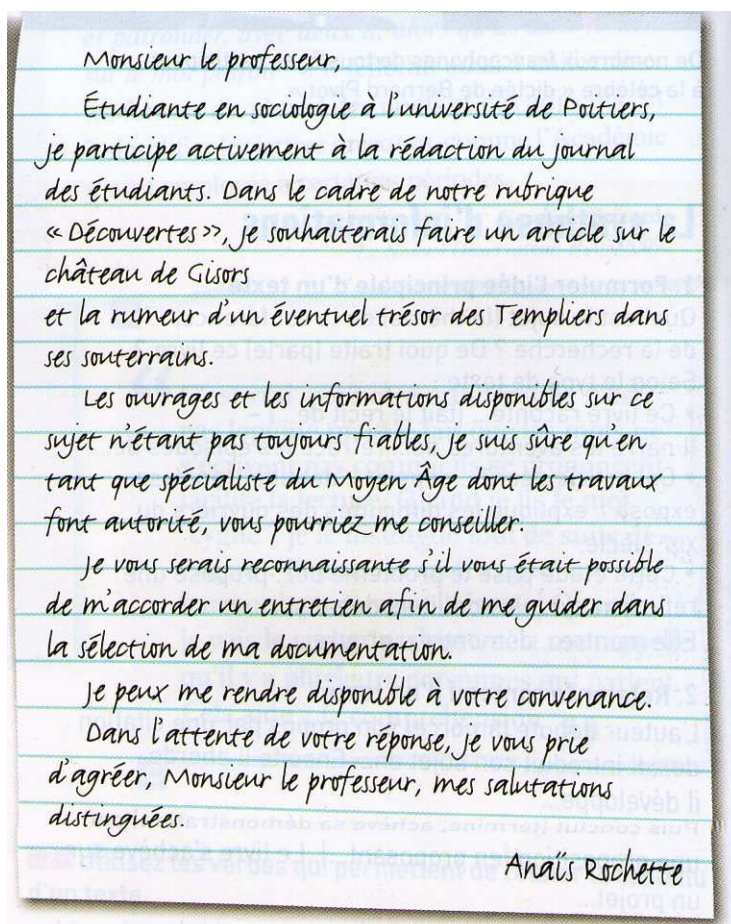 Monsieur le professeur,
Étudiante en sociologie à l'université de Poitiers,
je participe activement à la rédaction du journal
des étudiants. Dans le cadre de notre rubrique
« Découvertes », je souhaiterais faire un article sur le
château de Gisors
et la rumeur d'un éventuel trésor des Templiers dans
ses souterrains.
Les ouvrages et les informations disponibles sur ce
sujet n'étant pas toujours fiables, je suis sûre qu'en
tant que spécialiste du Moyen Âge dont les travaux
font autorité, vous pourriez me conseiller.
Je vous serais reconnaissante s'il vous était possible
de m'accorder un entretien afin de me guider dans
la sélection de ma documentation.
Je peux me rendre disponible à votre convenance.
Dans l'attente de votre réponse, je vous prie
d'agréer, Monsieur le professeur, mes salutations
distinguées.
Anaïs Rochette